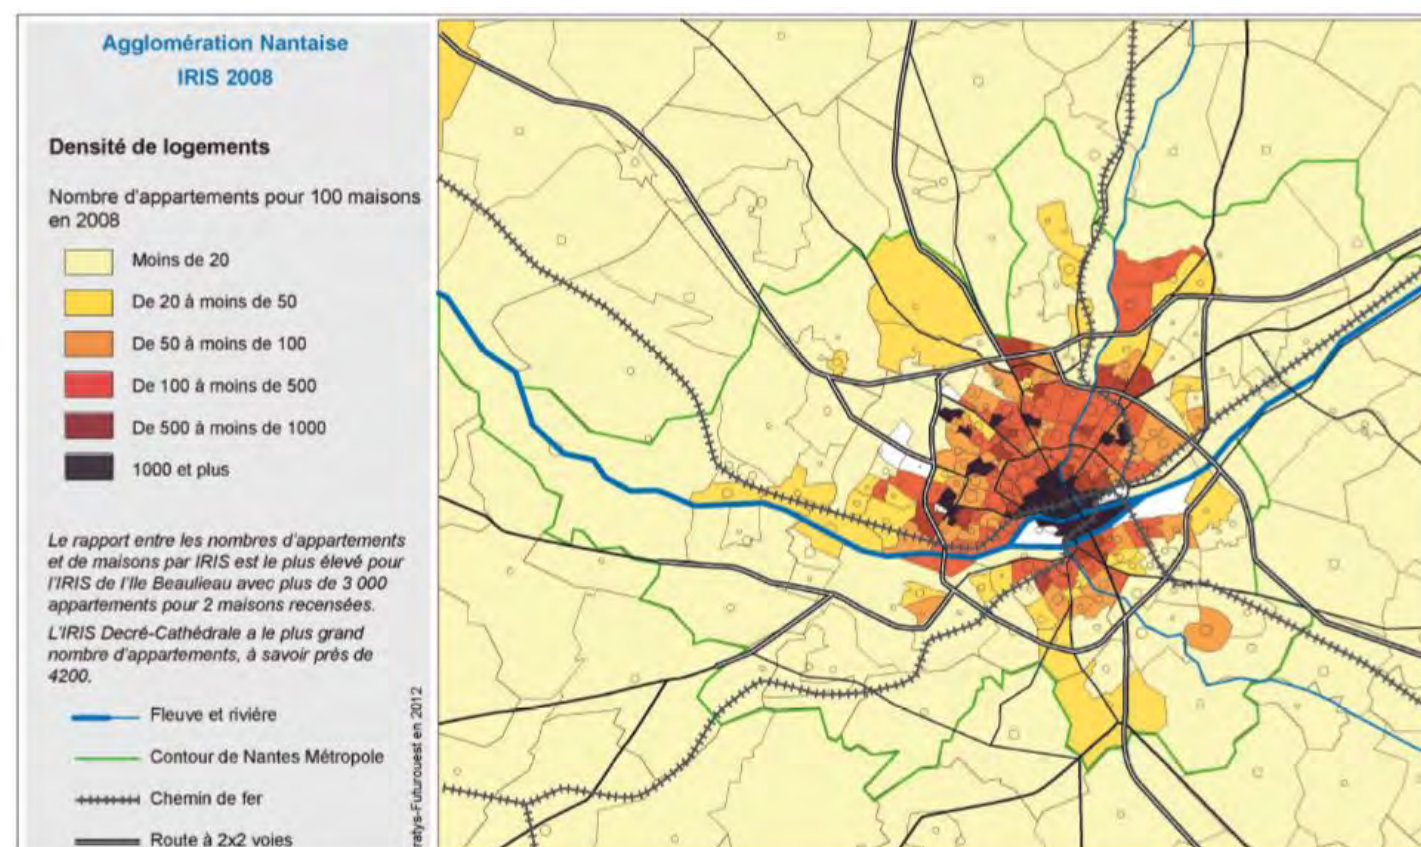 Agglomération Nantaise
IRIS 2008
Densité de logements
Nombre d'appartements pour 100 maisons
en 2008
Moins de 20
De 20 à moins de 50
De 50 à moins de 100
De 100 à moins de 500
De 500 à moins de 1000
1000 et plus
Le rapport entre les nombres d'appartements
et de maisons par IRIS est le plus élevé pour
l'IRIS de l'Ile Beaulieau avec plus de 3 000
appartements pour 2 maisons recensées.
L'IRIS Decré-Cathédrale a le plus grand
nombre d'appartements, à savoir près de
4200.
Fleuve et rivière
Contour de Nantes Métropole
Chemin de fer
Route à 2x2 voies
ratys-Futurouest en 2012